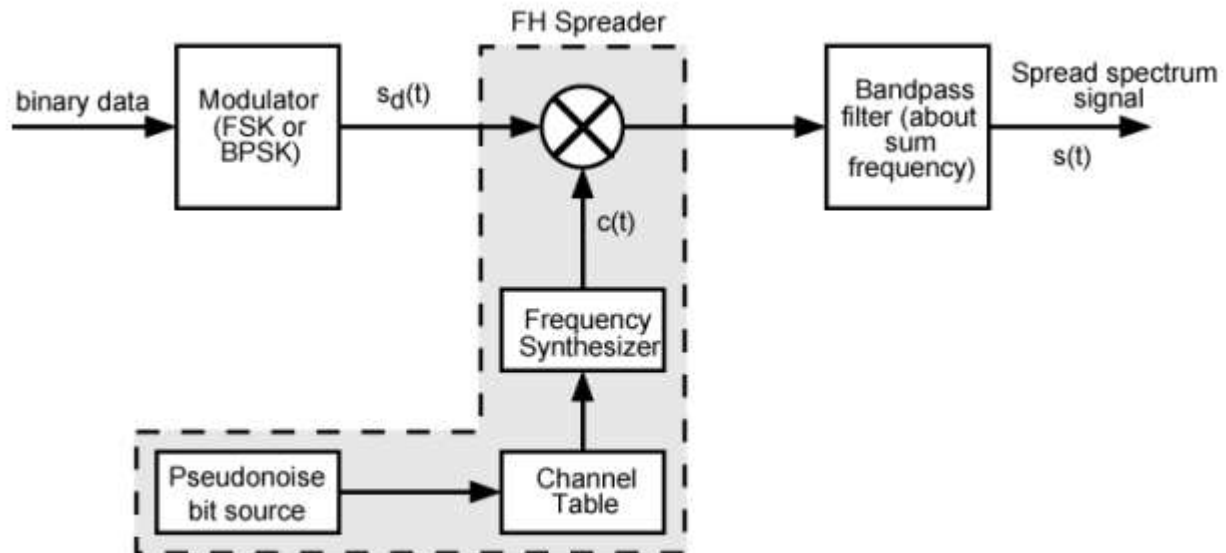 FH Spreader
binary data
Modulator
(FSK or
BPSK)
sd(t)
Bandpass
filter (about
sum
frequency)
Spread spectrum
signal
s(t)
c(t)
Frequency
Synthesizer
Pseudonoise
bit source
Channel
Table